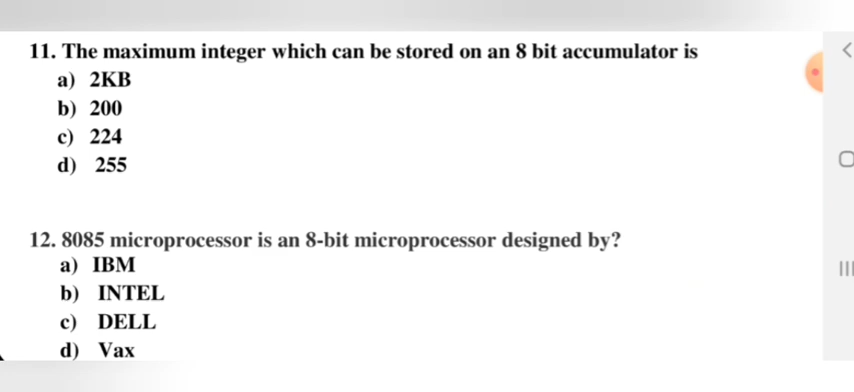 11. The maximum integer which can be stored on an 8 bit accumulator is
a) 2KB
b) 200
c) 224
d) 255
12. 8085 microprocessor is an 8-bit microprocessor designed by?
a) IBM
b) INTEL
c) DELL
d) Vax